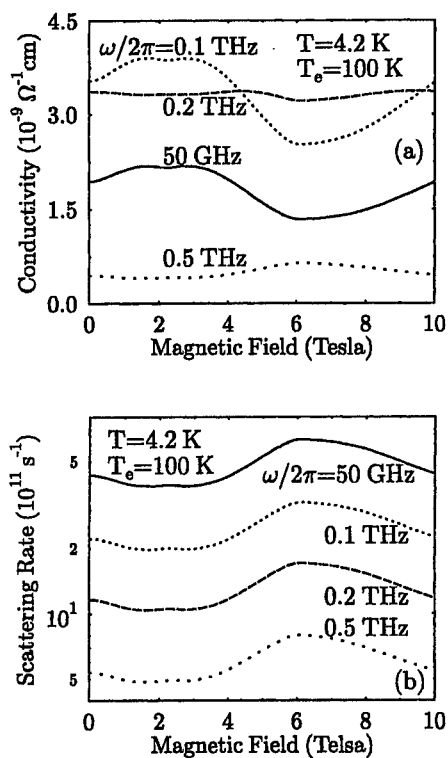 4.5
ω/2π=0.1 THz
T=4.2 K
Tₑ=100 K
0.2 THz
3.0
(a)
50 GHz
1.5
0.5 THz
0.0
Conductivity (10⁻⁹ Ω⁻¹cm)
0 2 4 6 8 10
Magnetic Field (Tesla)
T=4.2 K
Tₑ=100 K
5
ω/2π=50 GHz
2
0.1 THz
10¹
0.2 THz
0.5 THz
5
(b)
Scattering Rate (10¹¹ s⁻¹)
0 2 4 6 8 10
Magnetic Field (Telsa)